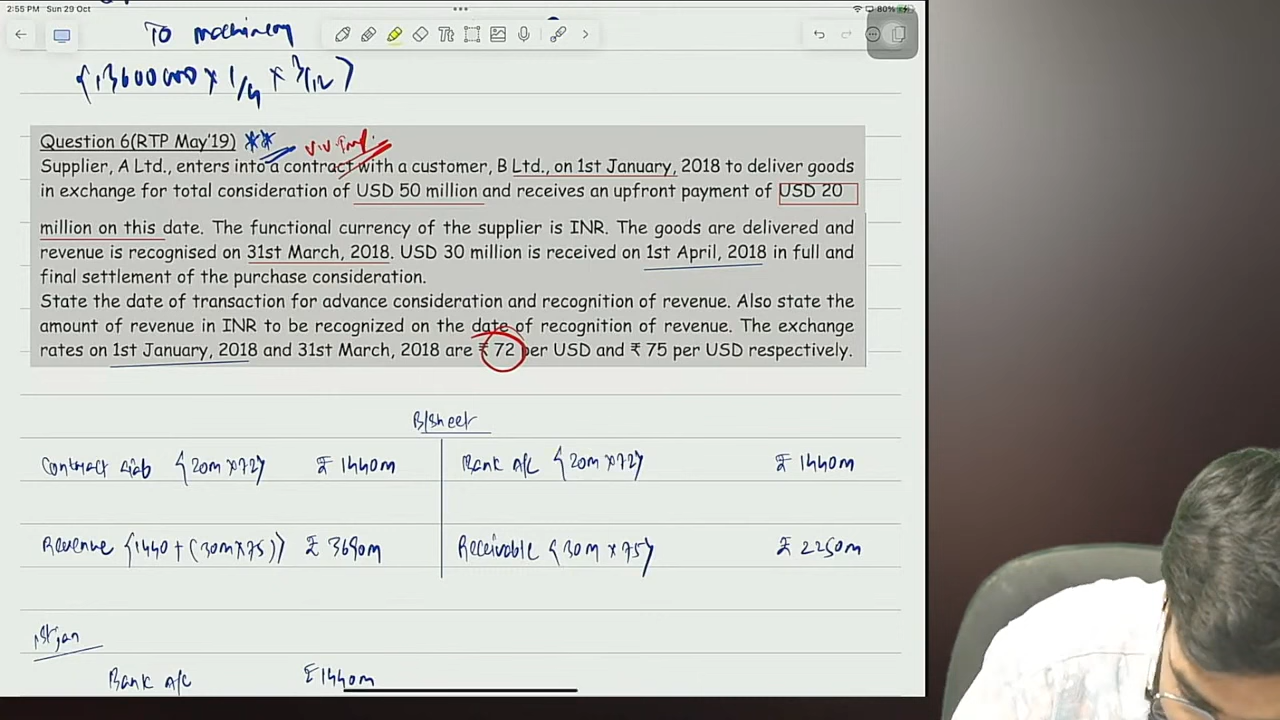 2:55 PM Sun 29 Oct
80%
To machinery
{13600000 x 1/4 x 3/12}
Question 6(RTP May'19) ** v.v.Imp.
Supplier, A Ltd., enters into a contract with a customer, B Ltd., on 1st January, 2018 to deliver goods
in exchange for total consideration of USD 50 million and receives an upfront payment of USD 20
million on this date. The functional currency of the supplier is INR. The goods are delivered and
revenue is recognised on 31st March, 2018. USD 30 million is received on 1st April, 2018 in full and
final settlement of the purchase consideration.
State the date of transaction for advance consideration and recognition of revenue. Also state the
amount of revenue in INR to be recognized on the date of recognition of revenue. The exchange
rates on 1st January, 2018 and 31st March, 2018 are ₹ 72 per USD and ₹ 75 per USD respectively.
B/Sheet
Contract Liab {20m x 72} ₹ 1440m Bank A/c {20m x 72} ₹ 1440m
Revenue {1440 + (30m x 75)} ₹ 3690m Receivable {30m x 75} ₹ 2250m
1st Jan
Bank A/c ₹ 1440m